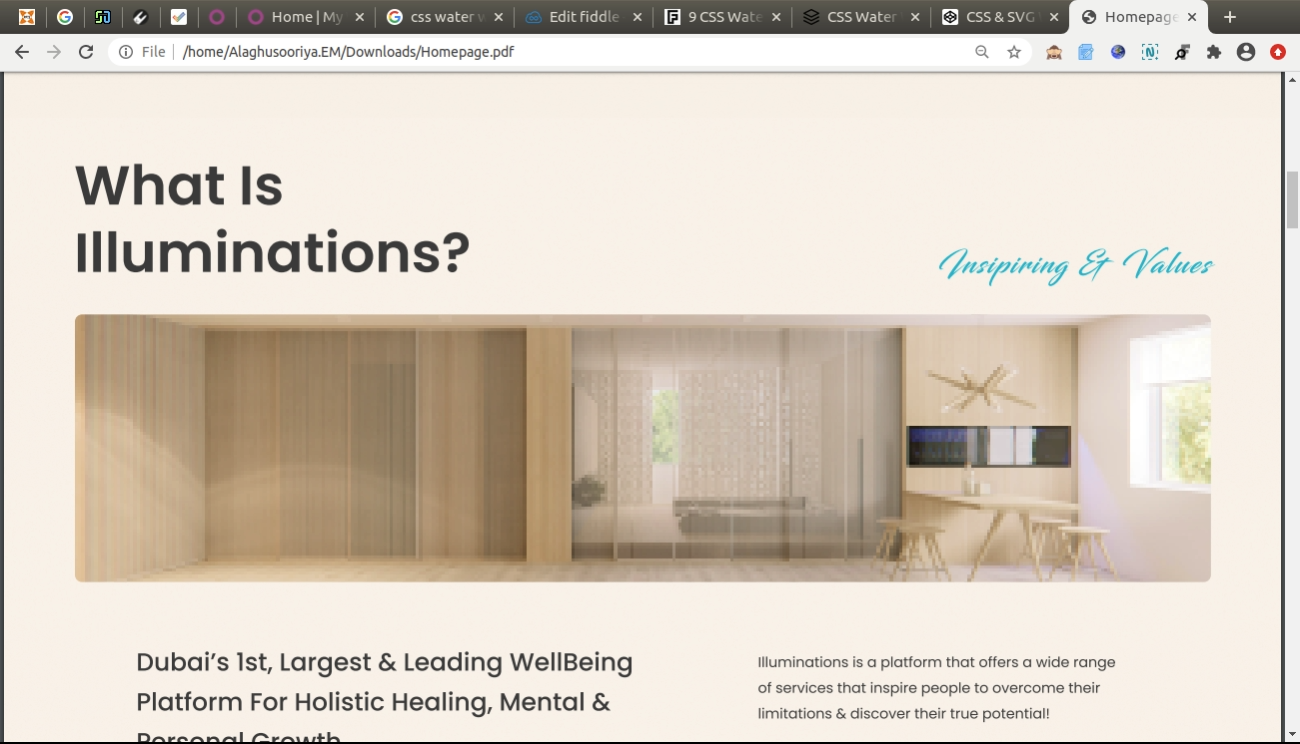 Home | My
css water w
Edit fiddle
9 CSS Wate
CSS Water
CSS & SVG
Homepage
File
/home/Alaghusooriya.EM/Downloads/Homepage.pdf
What Is
Illuminations?
Insipiring & Values
Dubai’s 1st, Largest & Leading WellBeing
Platform For Holistic Healing, Mental &
Personal Growth
Illuminations is a platform that offers a wide range
of services that inspire people to overcome their
limitations & discover their true potential!